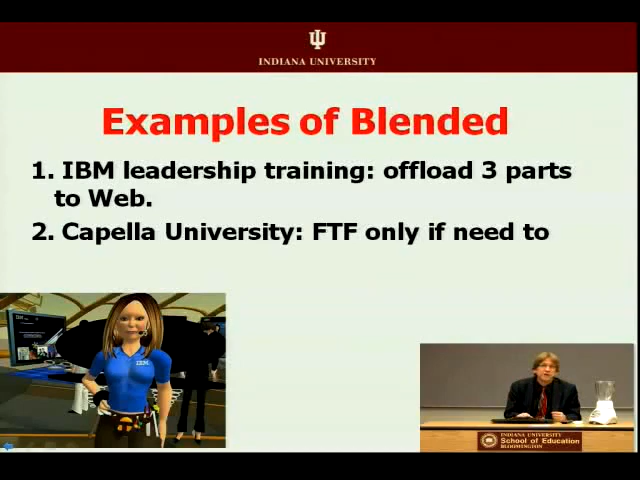 INDIANA UNIVERSITY
Examples of Blended
1. IBM leadership training: offload 3 parts
to Web.
2. Capella University: FTF only if need to
IBM
INDIANA UNIVERSITY
School of Education
BLOOMINGTON